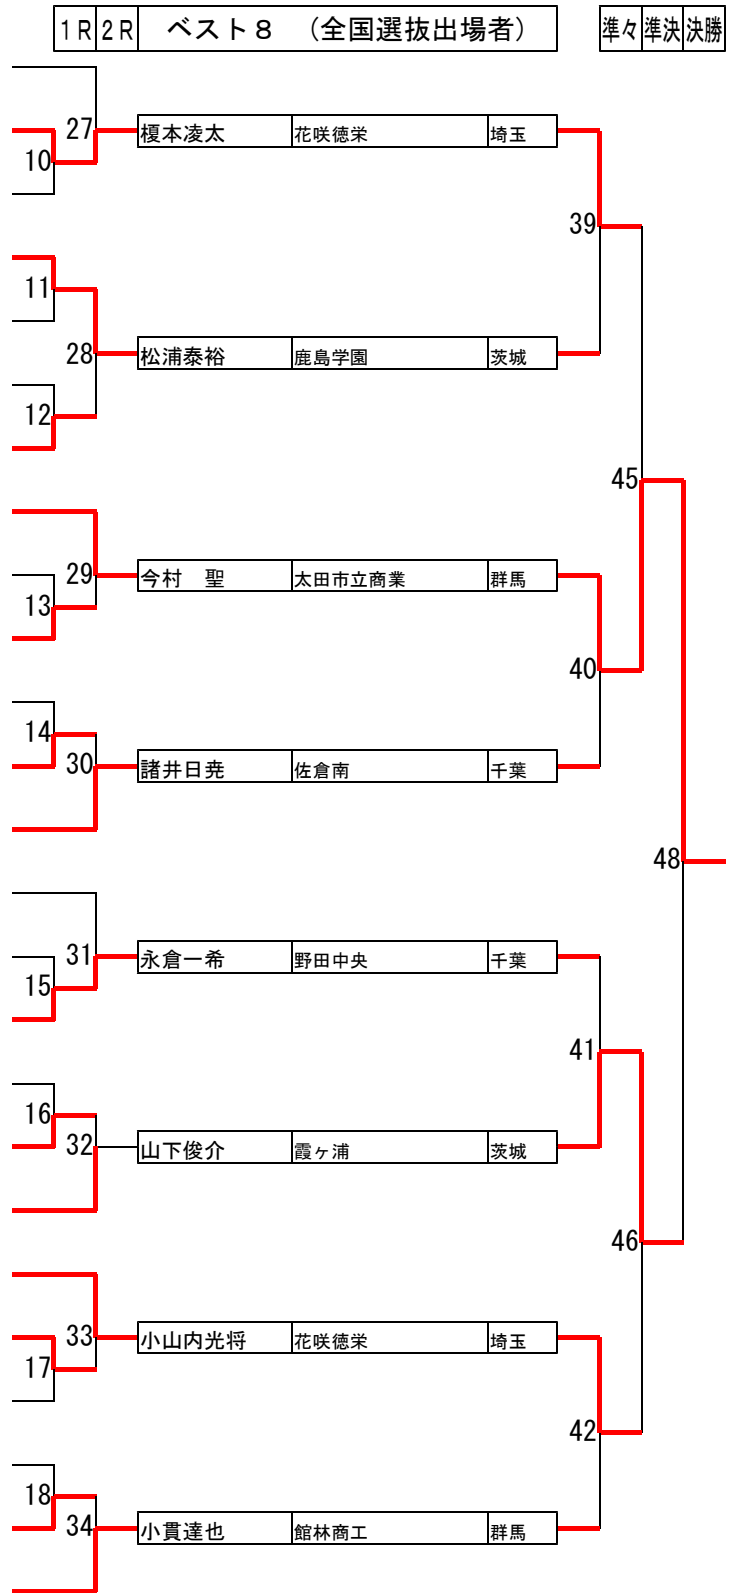 1R 2R ベスト8 (全国選抜出場者) 準々 準決 決勝
27 榎本凌太 花咲徳栄 埼玉
10
39
11
28 松浦泰裕 鹿島学園 茨城
12
45
29 今村 聖 太田市立商業 群馬
13
40
14
30 諸井日尭 佐倉南 千葉
48
31 永倉一希 野田中央 千葉
15
41
16
32 山下俊介 霞ヶ浦 茨城
46
33 小山内光将 花咲徳栄 埼玉
17
42
18
34 小貫達也 館林商工 群馬